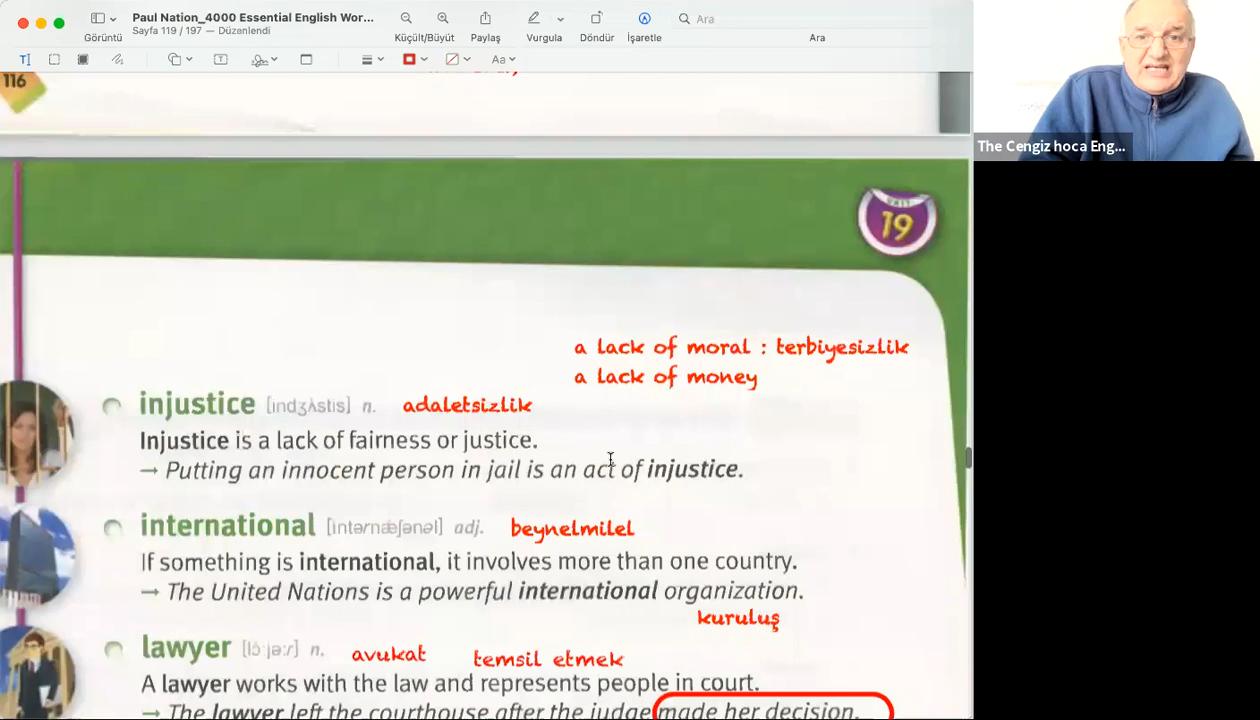 Paul Nation_4000 Essential English Wor...
Sayfa 119 / 197 — Düzenlendi
Görüntü
Küçült/Büyüt
Paylaş
Vurgula
Döndür
İşaretle
Ara
Ara
Aa
116
The Cengiz hoca Eng...
UNIT
19
a lack of moral : terbiyesizlik
a lack of money
injustice [indʒʌstis] n. adaletsizlik
Injustice is a lack of fairness or justice.
→ Putting an innocent person in jail is an act of injustice.
international [intərnæʃənəl] adj. beynelmilel
If something is international, it involves more than one country.
→ The United Nations is a powerful international organization.
kuruluş
lawyer [lɔ́ːjəːr] n. avukat temsil etmek
A lawyer works with the law and represents people in court.
→ The lawyer left the courthouse after the judge made her decision.